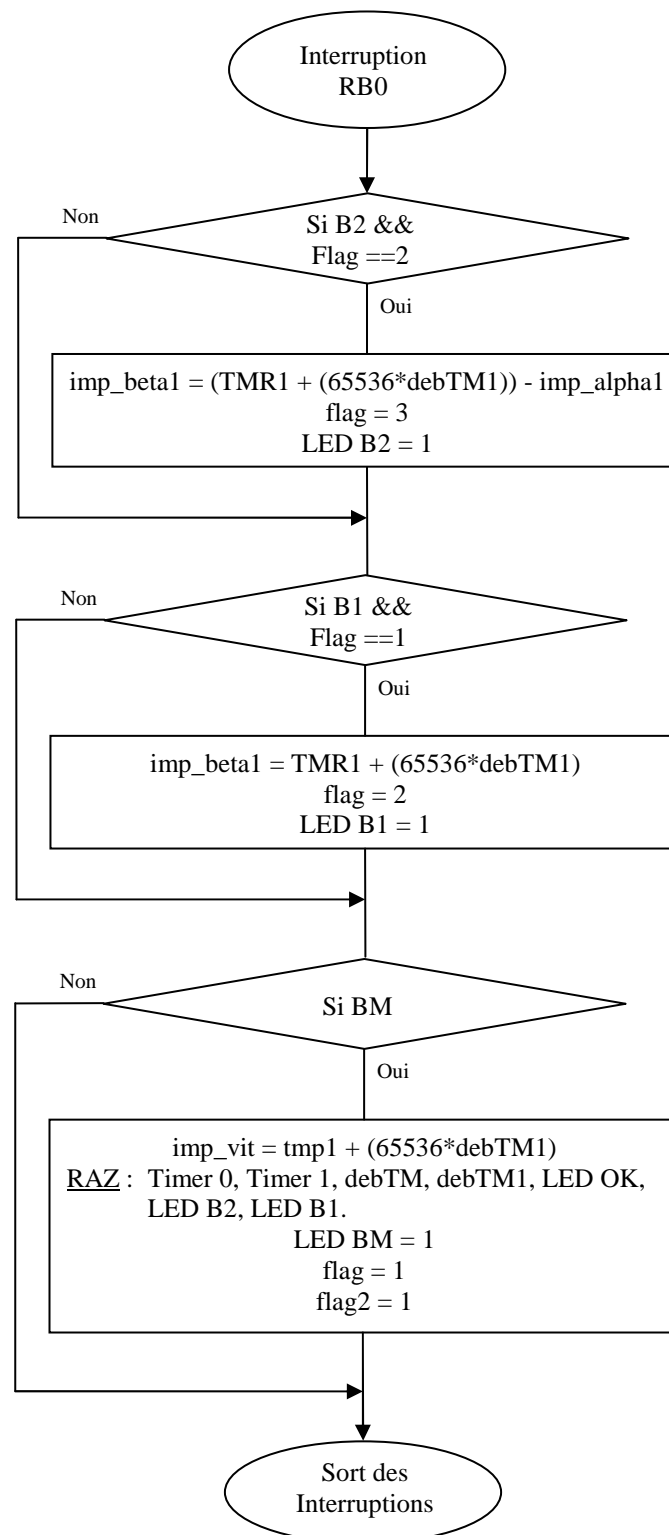 Interruption
RB0
Non
Si B2 &&
Flag ==2
Oui
imp_beta1 = (TMR1 + (65536*debTM1)) - imp_alpha1
flag = 3
LED B2 = 1
Non
Si B1 &&
Flag ==1
Oui
imp_beta1 = TMR1 + (65536*debTM1)
flag = 2
LED B1 = 1
Non
Si BM
Oui
imp_vit = tmp1 + (65536*debTM1)
RAZ : Timer 0, Timer 1, debTM, debTM1, LED OK,
LED B2, LED B1.
LED BM = 1
flag = 1
flag2 = 1
Sort des
Interruptions